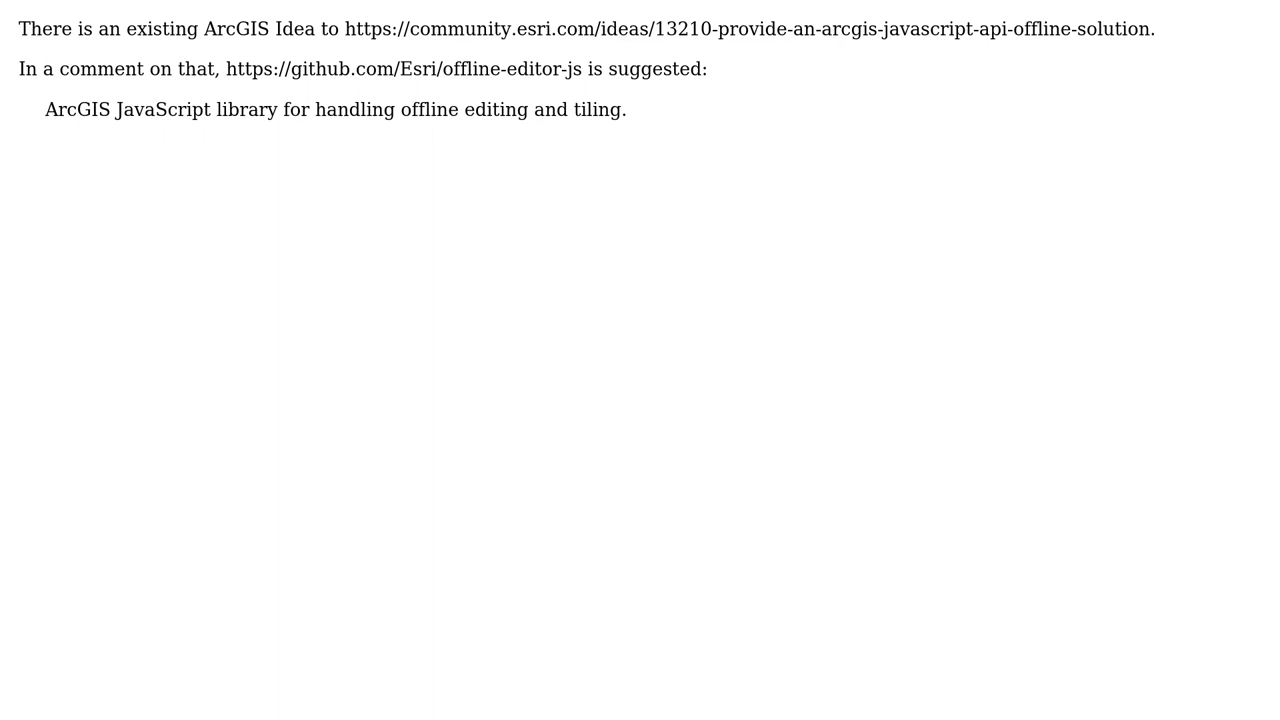 There is an existing ArcGIS Idea to https://community.esri.com/ideas/13210-provide-an-arcgis-javascript-api-offline-solution.
In a comment on that, https://github.com/Esri/offline-editor-js is suggested:
ArcGIS JavaScript library for handling offline editing and tiling.